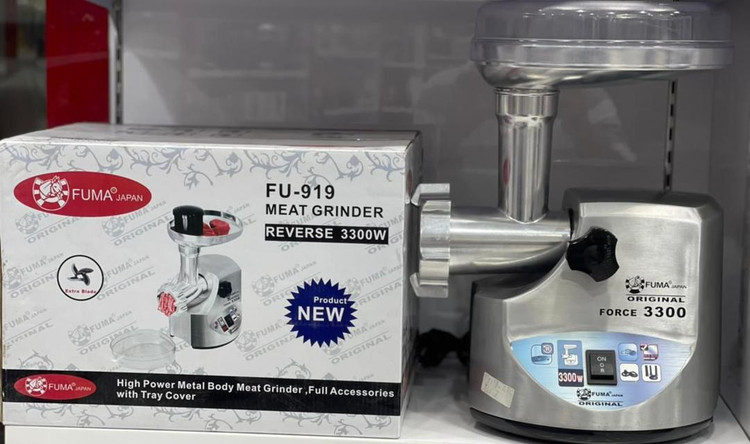 FUMA® JAPAN
FU-919
MEAT GRINDER
REVERSE 3300W
Extra Blade
Product
NEW
FUMA® JAPAN
High Power Metal Body Meat Grinder ,Full Accessories
with Tray Cover
FUMA® JAPAN
ORIGINAL
FORCE 3300
3300W
ON
FUMA® JAPAN
ORIGINAL